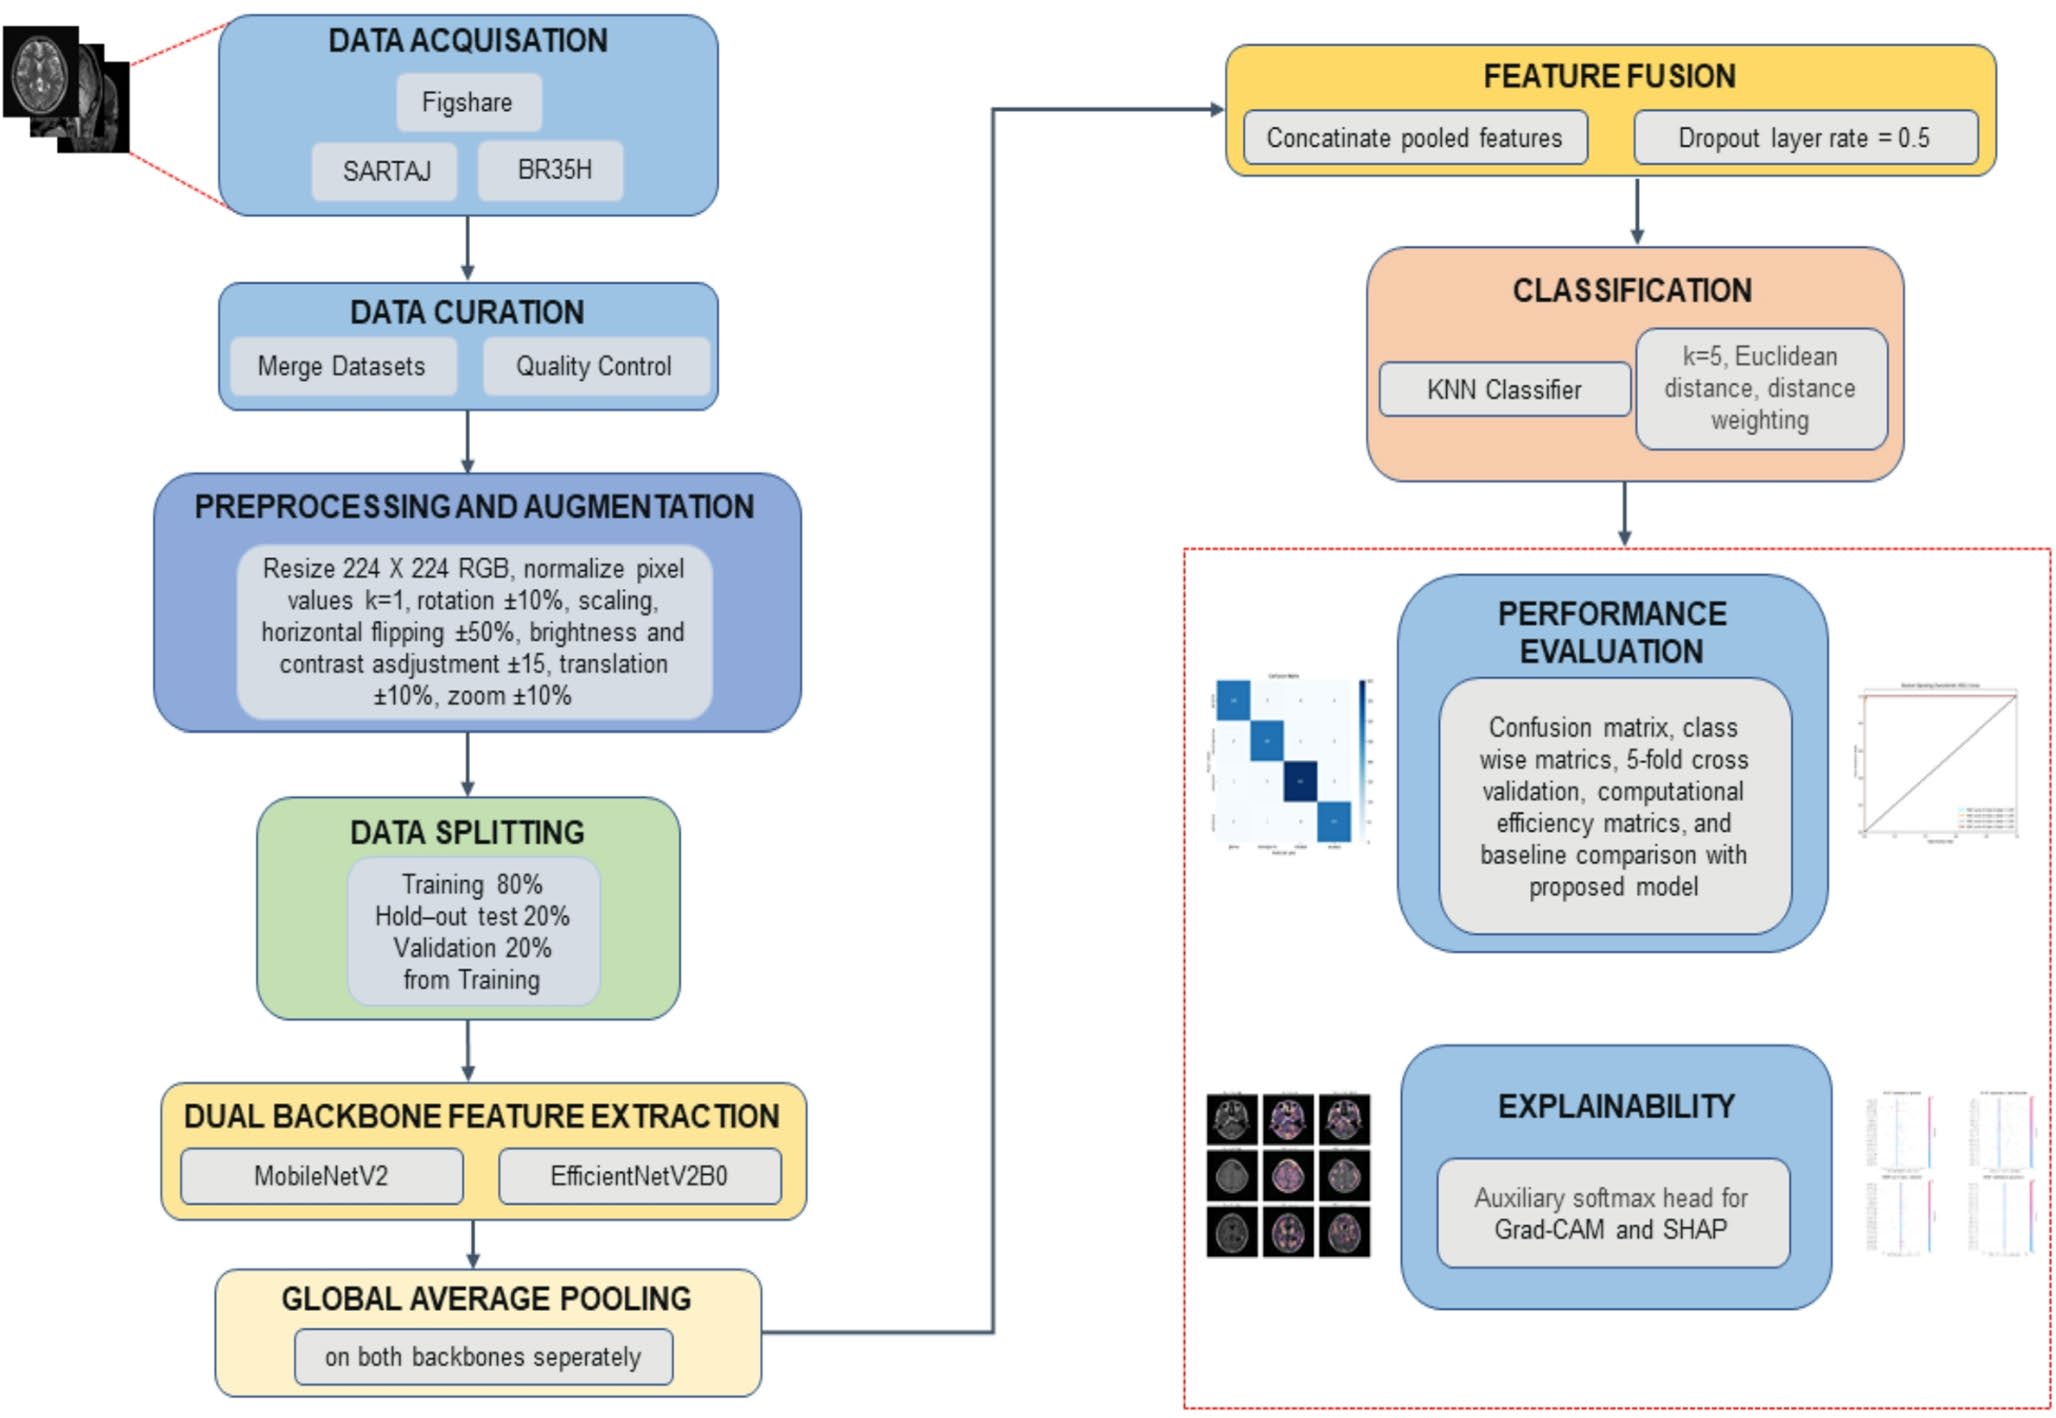 DATA ACQUISATION
Figshare
SARTAJ
BR35H
DATA CURATION
Merge Datasets
Quality Control
PREPROCESSING AND AUGMENTATION
Resize 224 X 224 RGB, normalize pixel
values k=1, rotation ±10%, scaling,
horizontal flipping ±50%, brightness and
contrast asdjustment ±15, translation
±10%, zoom ±10%
DATA SPLITTING
Training 80%
Hold–out test 20%
Validation 20%
from Training
DUAL BACKBONE FEATURE EXTRACTION
MobileNetV2
EfficientNetV2B0
GLOBAL AVERAGE POOLING
on both backbones seperately
FEATURE FUSION
Concatinate pooled features
Dropout layer rate = 0.5
CLASSIFICATION
KNN Classifier
k=5, Euclidean
distance, distance
weighting
PERFORMANCE
EVALUATION
Confusion matrix, class
wise matrics, 5-fold cross
validation, computational
efficiency matrics, and
baseline comparison with
proposed model
EXPLAINABILITY
Auxiliary softmax head for
Grad-CAM and SHAP